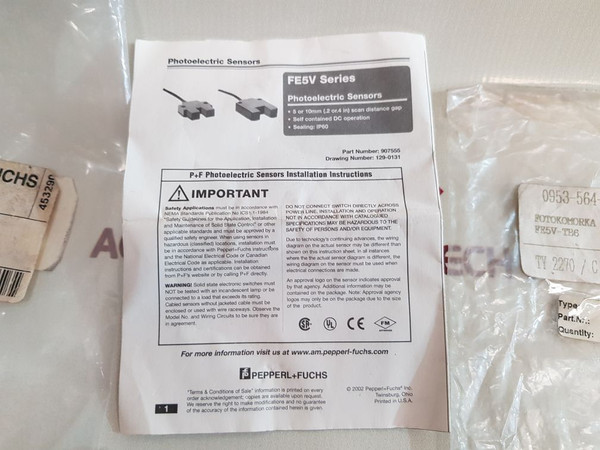 Photoelectric Sensors
FE5V Series
Photoelectric Sensors
• 5 or 10mm (.2 or.4 in) scan distance gap
• Self contained DC operation
• Sealing: IP60
Part Number: 907555
Drawing Number: 129-0131
P+F Photoelectric Sensors Installation Instructions
IMPORTANT
Safety Applications must be in accordance with
NEMA Standards Publication No ICS 1.1-1994
"Safety Guidelines for the Application, Installation
and Maintenance of Solid State Control" or other
applicable standards and must be approved by a
qualified safety engineer. When using sensors in
hazardous (classified) locations, installation must
be in accordance with Pepperl+Fuchs instructions
and the National Electrical Code or Canadian
Electrical Code as applicable. Installation
instructions and certifications can be obtained
from P+F's website or by calling P+F directly.
WARNING! Solid state electronic switches must
NOT be tested with an incandescent lamp or be
connected to a load that exceeds its rating.
Cabled sensors without jacketed cable must be
enclosed or used with wire raceways. Observe the
Model No. and Wiring Circuits to be sure they are
in agreement.
DO NOT CONNECT SWITCH DIRECTLY ACROSS
POWER LINE. INSTALLATION AND OPERATION
NOT IN ACCORDANCE WITH CATALOGUED
SPECIFICATIONS MAY BE HAZARDOUS TO THE
SAFETY OF PERSONS AND/OR EQUIPMENT.
Due to technology's continuing advances, the wiring
diagram on the actual sensor may be different than
shown on this instruction sheet. In all instances
where the the actual sensor diagram is different, the
wiring diagram on the sensor must be used when
electrical connections are made.
An approval logo on the sensor indicates approval
by that agency. Additional information may be
contained on the package. Note: Approval agency
logos may only be on the package due to the size
of the product.
UL
CE
FM
For more information visit us at www.am.pepperl-fuchs.com
PEPPERL+FUCHS
"Terms & Conditions of Sale" information is printed on every
order acknowledgement; copies are available upon request.
We reserve the right to make modifications and no guarantee
of the accuracy of the information contained herein is given.
© 2002 Pepperl+Fuchs Inc.
Twinsburg, Ohio
Printed in U.S.A.
1
UCHS
453290
0953-564-
FOTOKOMORKA
FE5V-TB6
TY 2270 / C
Type
Part.Nr.:
Quantity: